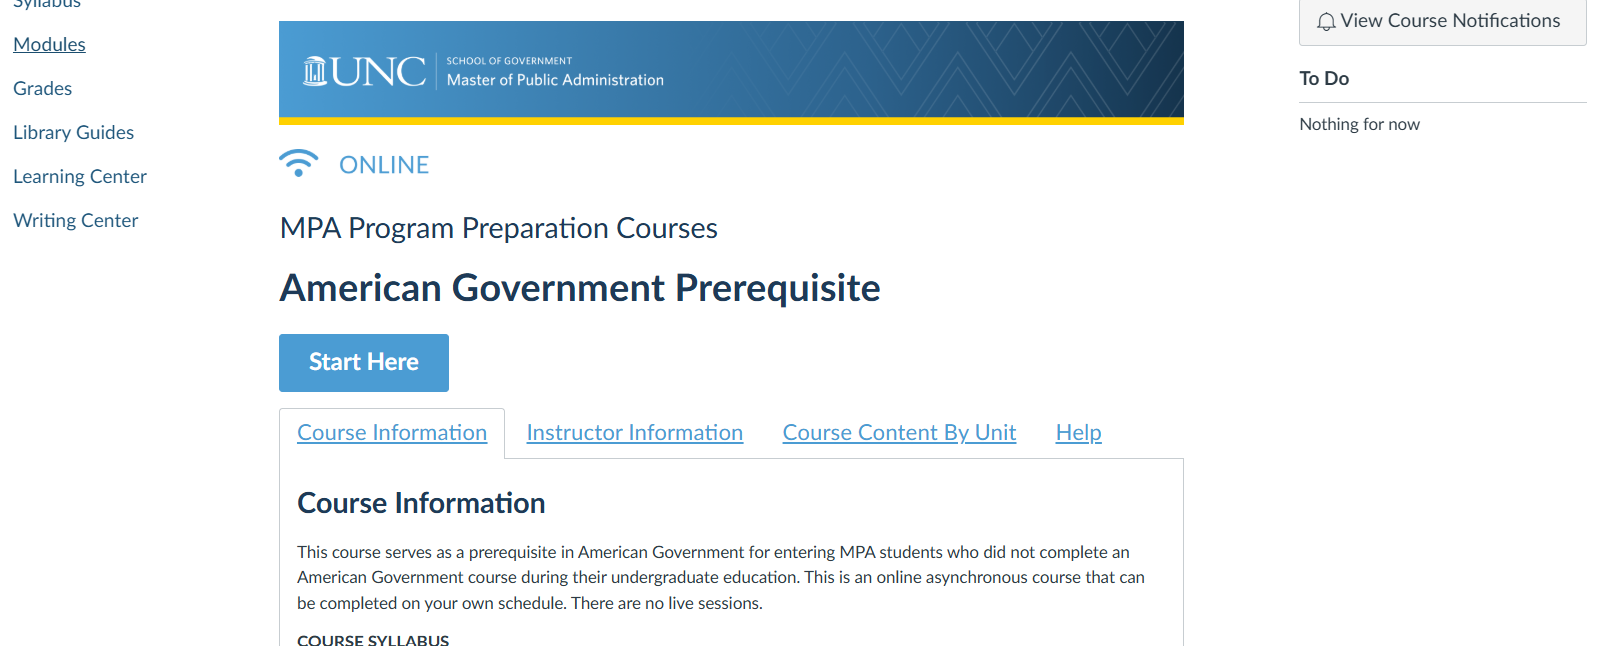 Syllabus
Modules
Grades
Library Guides
Learning Center
Writing Center
UNC
SCHOOL OF GOVERNMENT
Master of Public Administration
ONLINE
MPA Program Preparation Courses
American Government Prerequisite
Start Here
Course Information Instructor Information Course Content By Unit Help
Course Information
This course serves as a prerequisite in American Government for entering MPA students who did not complete an
American Government course during their undergraduate education. This is an online asynchronous course that can
be completed on your own schedule. There are no live sessions.
COURSE SYLLABUS
View Course Notifications
To Do
Nothing for now